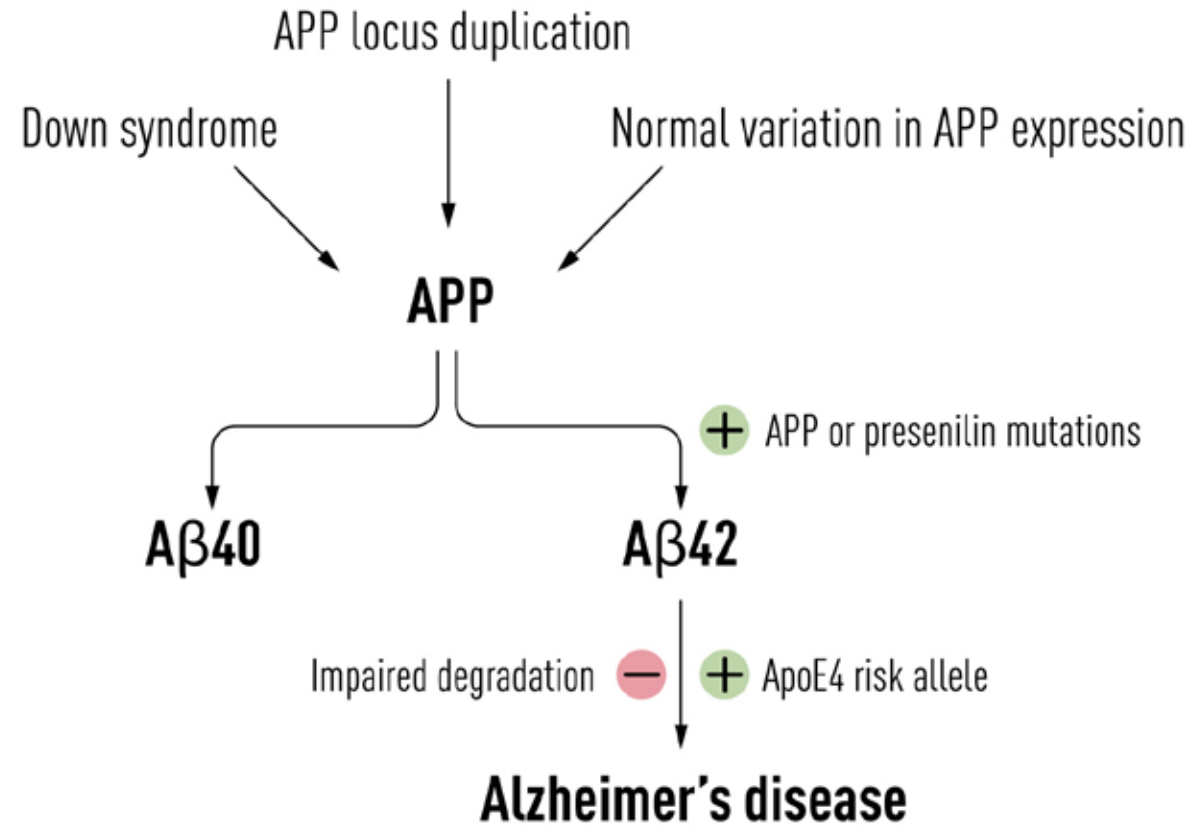 APP locus duplication
Down syndrome
Normal variation in APP expression
APP
+ APP or presenilin mutations
Aβ40
Aβ42
Impaired degradation − + ApoE4 risk allele
Alzheimer's disease